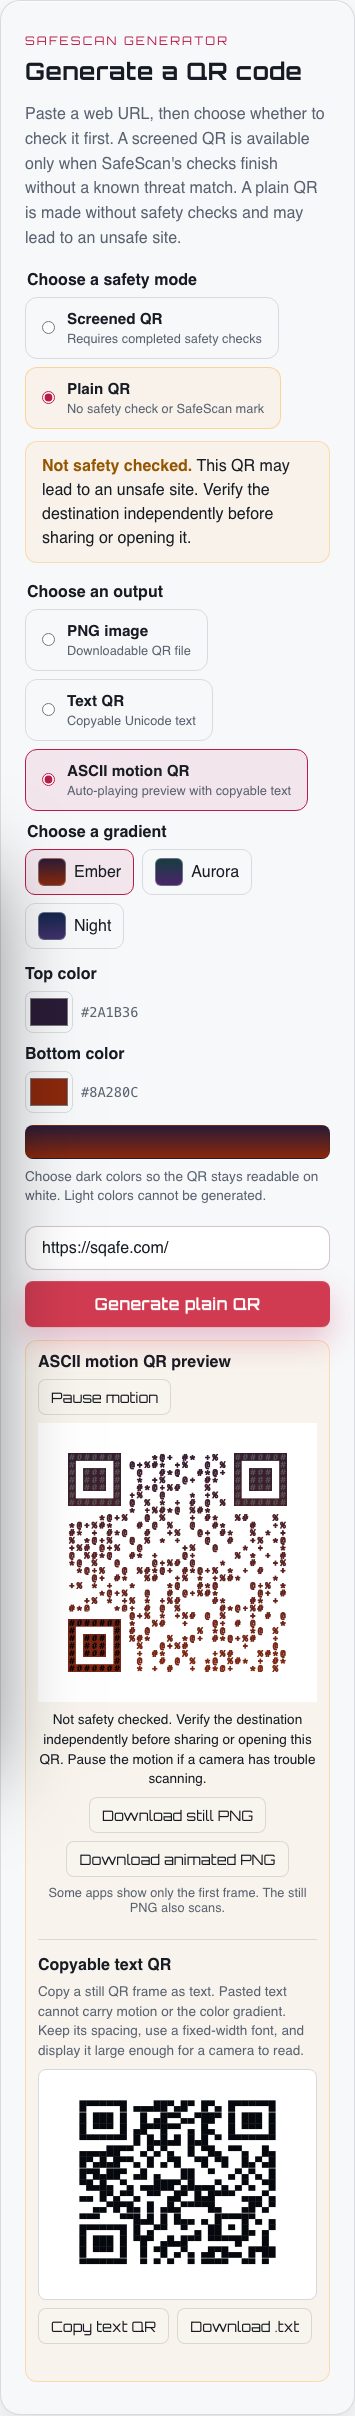 SAFESCAN GENERATOR
Generate a QR code
Paste a web URL, then choose whether to
check it first. A screened QR is available
only when SafeScan's checks finish
without a known threat match. A plain QR
is made without safety checks and may
lead to an unsafe site.
Choose a safety mode
Screened QR
Requires completed safety checks
Plain QR
No safety check or SafeScan mark
Not safety checked. This QR may
lead to an unsafe site. Verify the
destination independently before
sharing or opening it.
Choose an output
PNG image
Downloadable QR file
Text QR
Copyable Unicode text
ASCII motion QR
Auto-playing preview with copyable text
Choose a gradient
Ember
Aurora
Night
Top color
#2A1B36
Bottom color
#8A280C
Choose dark colors so the QR stays readable on
white. Light colors cannot be generated.
https://sqafe.com/
Generate plain QR
ASCII motion QR preview
Pause motion
Not safety checked. Verify the destination
independently before sharing or opening this
QR. Pause the motion if a camera has trouble
scanning.
Download still PNG
Download animated PNG
Some apps show only the first frame. The still
PNG also scans.
Copyable text QR
Copy a still QR frame as text. Pasted text
cannot carry motion or the color gradient.
Keep its spacing, use a fixed-width font, and
display it large enough for a camera to read.
Copy text QR
Download .txt